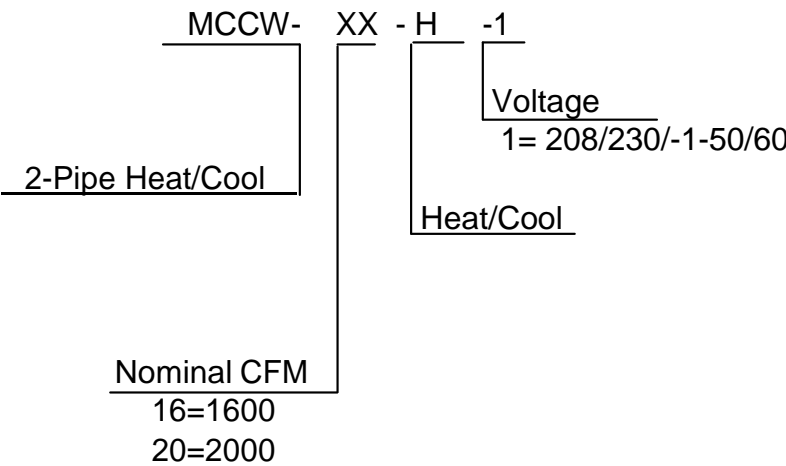 MCCW- XX - H -1
Voltage
1= 208/230/-1-50/60
2-Pipe Heat/Cool
Heat/Cool
Nominal CFM
16=1600
20=2000